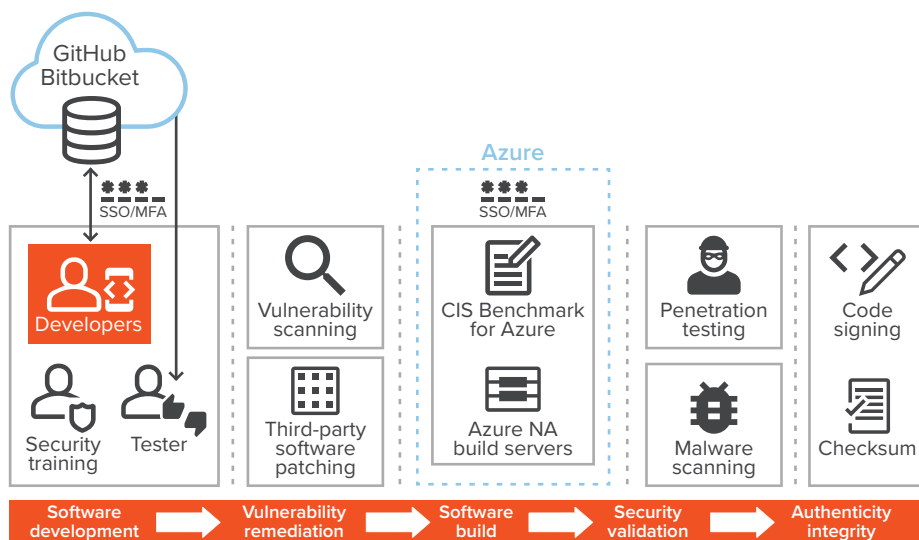 GitHub
Bitbucket
SSO/MFA
Developers
Security
training
Tester
Vulnerability
scanning
Third-party
software
patching
Azure
SSO/MFA
CIS Benchmark
for Azure
Azure NA
build servers
Penetration
testing
Malware
scanning
Code
signing
Checksum
Software
development
Vulnerability
remediation
Software
build
Security
validation
Authenticity
integrity